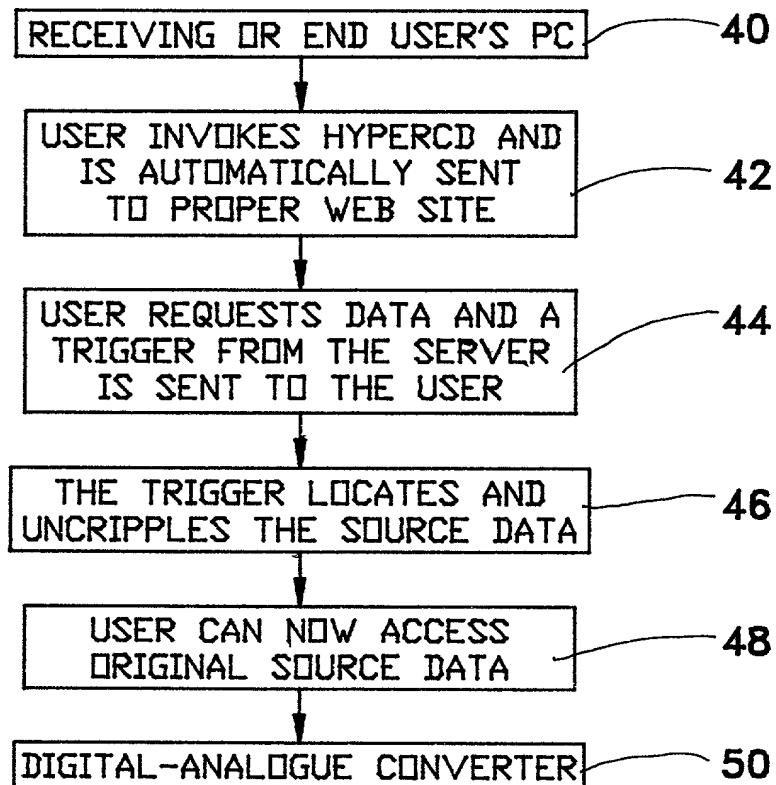 RECEIVING OR END USER'S PC
40
USER INVOKES HYPERCD AND
IS AUTOMATICALLY SENT
TO PROPER WEB SITE
42
USER REQUESTS DATA AND A
TRIGGER FROM THE SERVER
IS SENT TO THE USER
44
THE TRIGGER LOCATES AND
UNCRIPPLES THE SOURCE DATA
46
USER CAN NOW ACCESS
ORIGINAL SOURCE DATA
48
DIGITAL-ANALOGUE CONVERTER
50